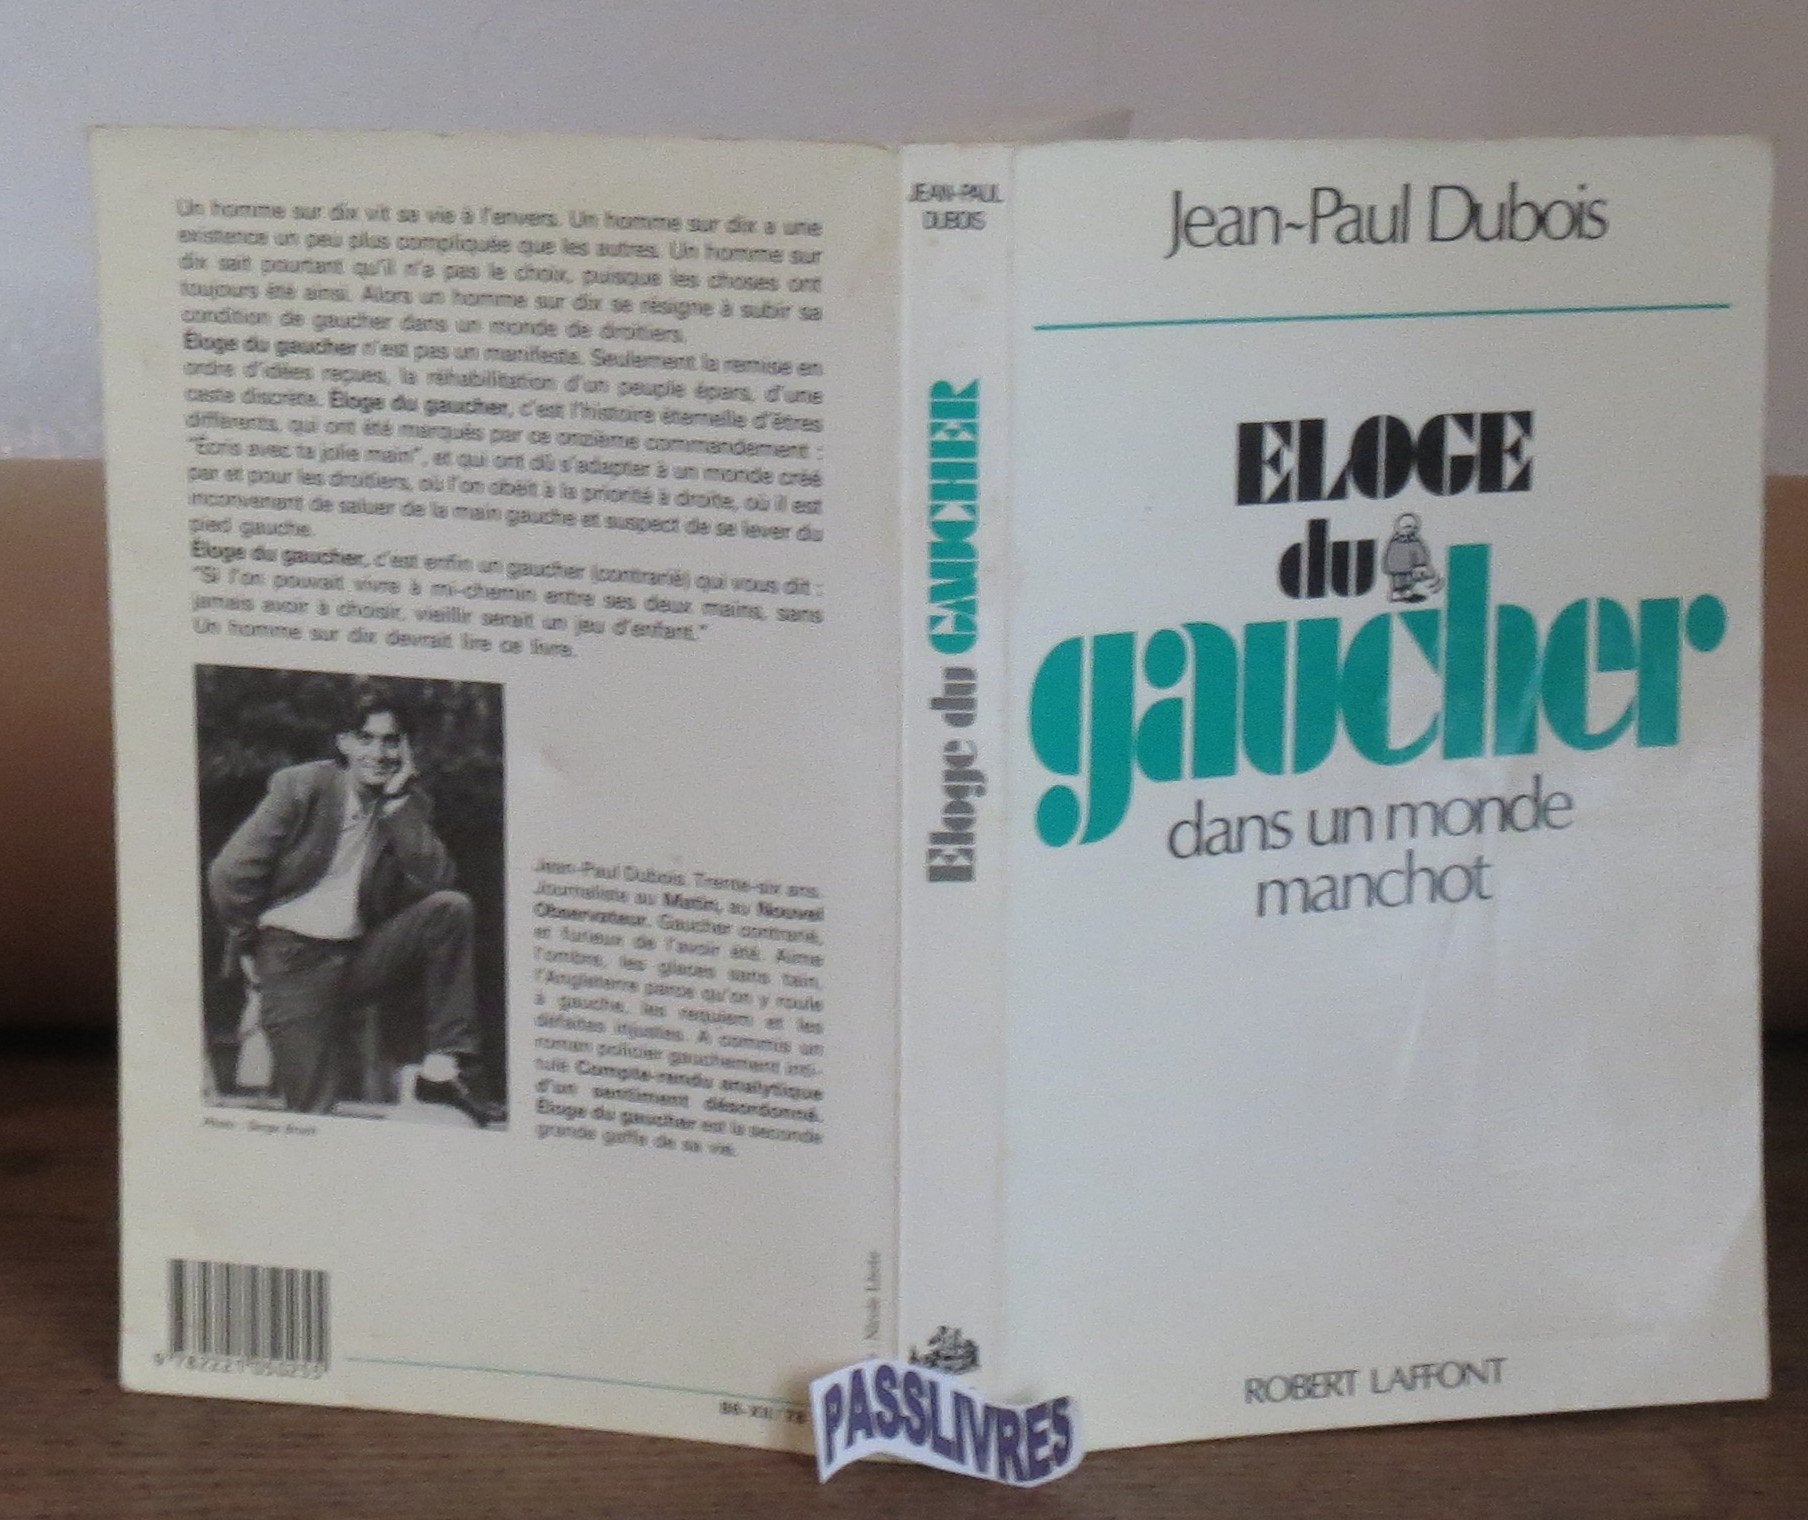 Un homme sur dix vit sa vie à l'envers. Un homme sur dix a une
existence un peu plus compliquée que les autres. Un homme sur
dix sait pourtant qu'il n'a pas le choix, puisque les choses ont
toujours été ainsi. Alors un homme sur dix se résigne à subir sa
condition de gaucher dans un monde de droitiers.
Éloge du gaucher n'est pas un manifeste. Seulement la remise en
ordre d'idées reçues, la réhabilitation d'un peuple épars, d'une
caste discrète. Éloge du gaucher, c'est l'histoire éternelle d'êtres
différents, qui ont été marqués par ce onzième commandement :
"Écris avec ta jolie main", et qui ont dû s'adapter à un monde créé
par et pour les droitiers, où l'on obéit à la priorité à droite, où il est
inconvenant de saluer de la main gauche et suspect de se lever du
pied gauche.
Éloge du gaucher, c'est enfin un gaucher (contrarié) qui vous dit :
"Si l'on pouvait vivre à mi-chemin entre ses deux mains, sans
jamais avoir à choisir, vieillir serait un jeu d'enfant."
Un homme sur dix devrait lire ce livre.
Jean-Paul Dubois. Trente-six ans.
Journaliste au Matin, au Nouvel
Observateur. Gaucher contrarié,
et furieux de l'avoir été. Aime
l'ombre, les glaces sans tain,
l'Angleterre parce qu'on y roule
à gauche, les requiem et les
défaites injustes. A commis un
roman policier gauchement inti-
tulé Compte-rendu analytique
d'un sentiment désordonné.
Éloge du gaucher est la seconde
grande gaffe de sa vie.
Photo : Serge
9 782221 050255
86-XI
Nicole Lhote
JEAN-PAUL
DUBOIS
Eloge du GAUCHER
Jean-Paul Dubois
ELOGE
du
gaucher
dans un monde
manchot
ROBERT LAFFONT
PASSLIVRES